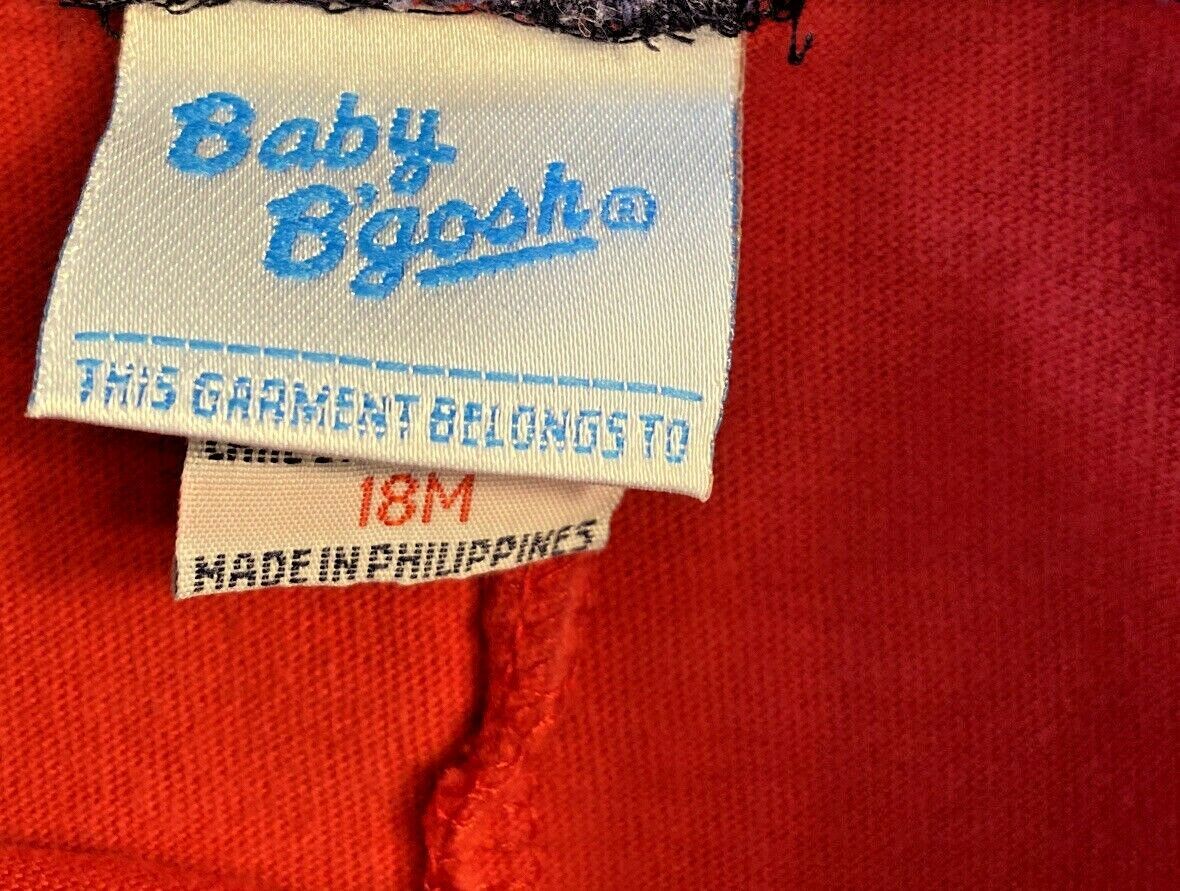 Baby
B'gosh®
THIS GARMENT BELONGS TO
18M
MADE IN PHILIPPINES